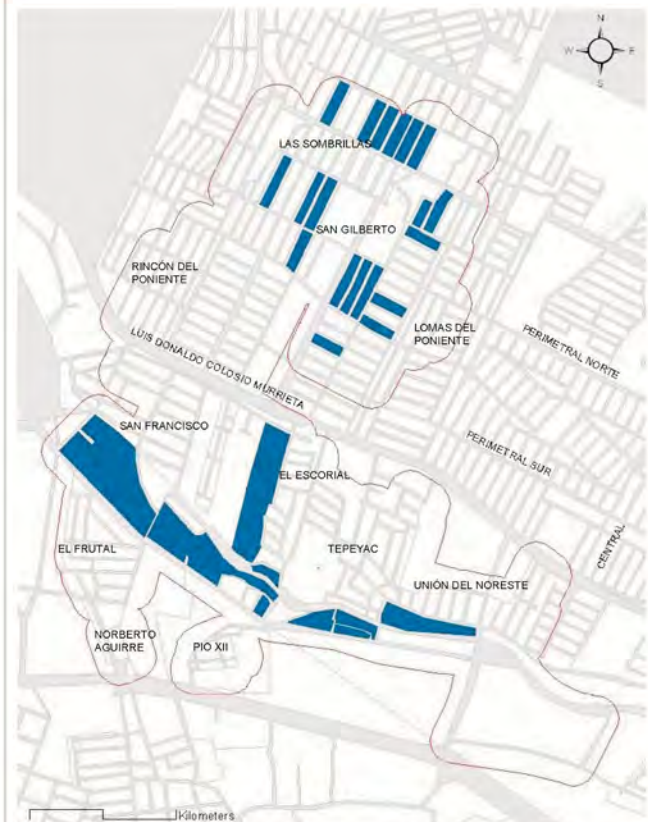 N
W E
S
LAS SOMBRILLAS
SAN GILBERTO
RINCÓN DEL
PONIENTE
LOMAS DEL
PONIENTE
PERIMETRAL NORTE
LUIS DONALDO COLOSIO MURRIETA
SAN FRANCISCO
PERIMETRAL SUR
EL ESCORIAL
CENTRAL
EL FRUTAL
TEPEYAC
UNIÓN DEL NORESTE
NORBERTO
AGUIRRE
PIO XII
Kilometers